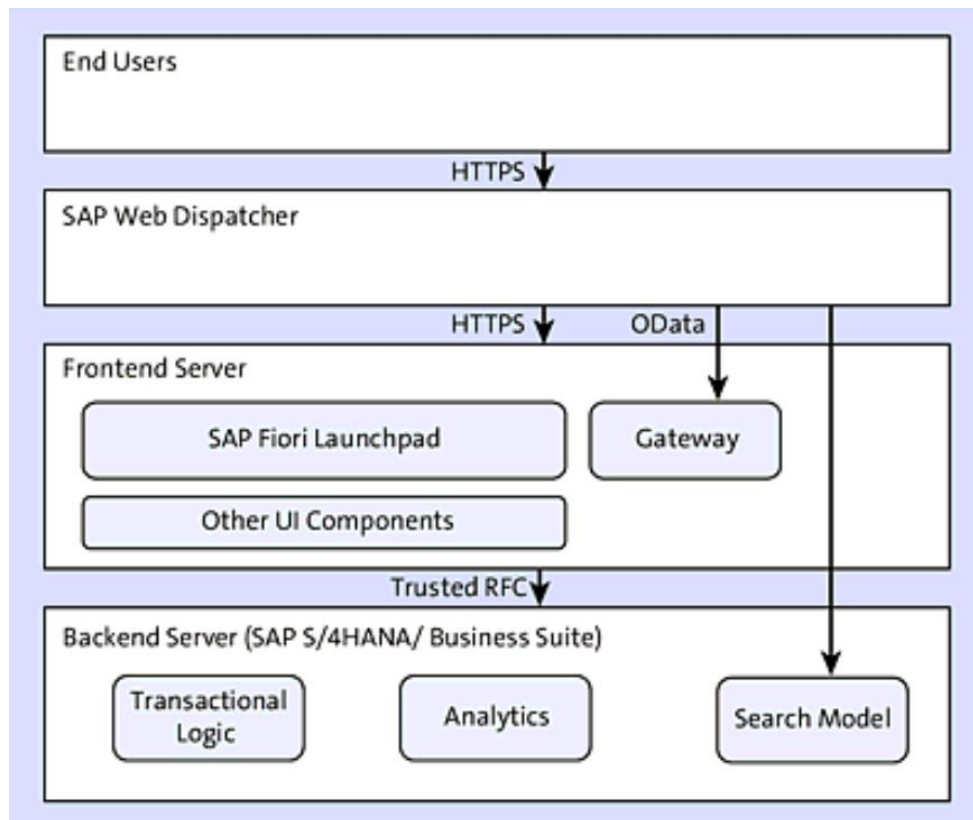 End Users
HTTPS
SAP Web Dispatcher
HTTPS
OData
Frontend Server
SAP Fiori Launchpad
Gateway
Other UI Components
Trusted RFC
Backend Server (SAP S/4HANA/ Business Suite)
Transactional
Logic
Analytics
Search Model